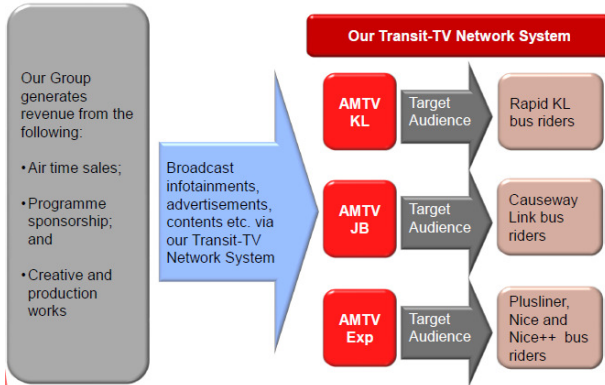 Our Transit-TV Network System
Our Group
generates
revenue from the
following:
•Air time sales;
•Programme
sponsorship;
and
•Creative and
production
works
Broadcast
infotainments,
advertisements,
contents etc. via
our Transit-TV
Network System
AMTV
KL
Target
Audience
Rapid KL
bus riders
AMTV
JB
Target
Audience
Causeway
Link bus
riders
AMTV
Exp
Target
Audience
Plusliner,
Nice and
Nice++ bus
riders